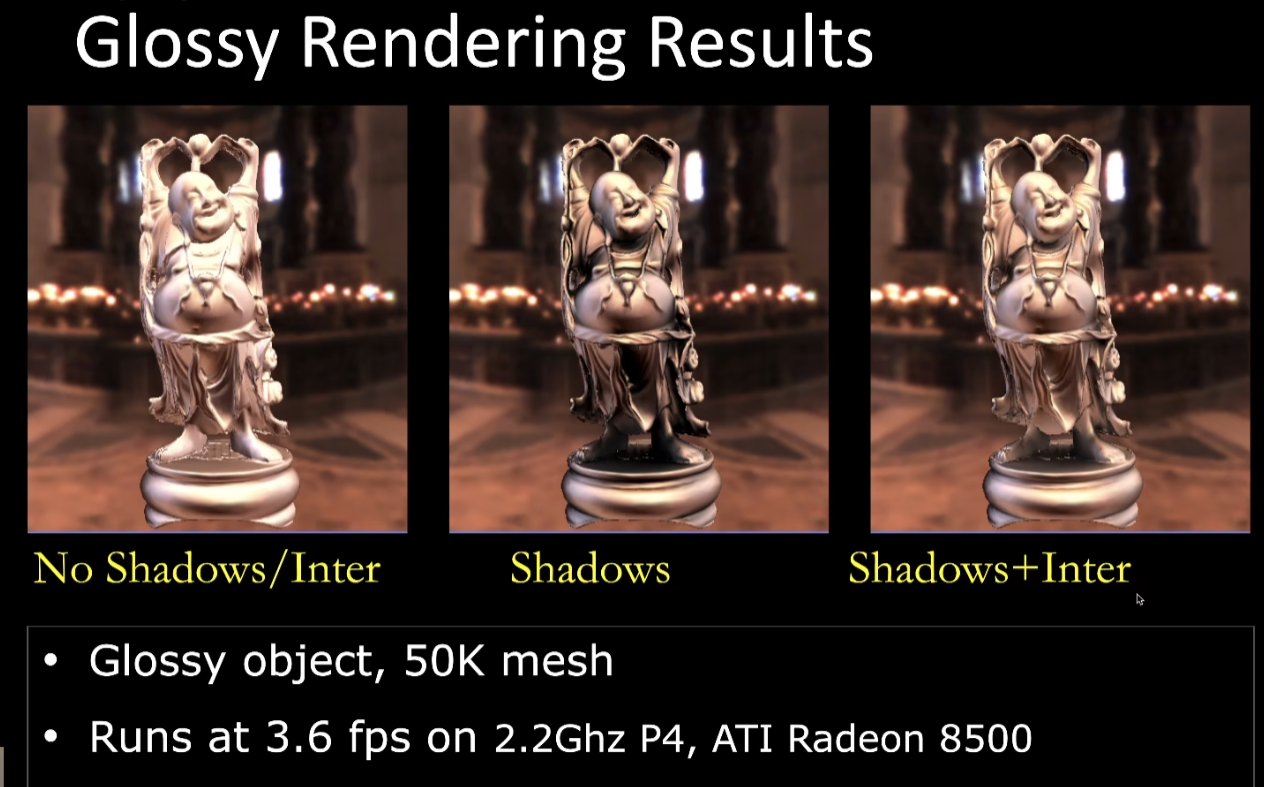 Glossy Rendering Results
No Shadows/Inter
Shadows
Shadows+Inter
• Glossy object, 50K mesh
• Runs at 3.6 fps on 2.2Ghz P4, ATI Radeon 8500